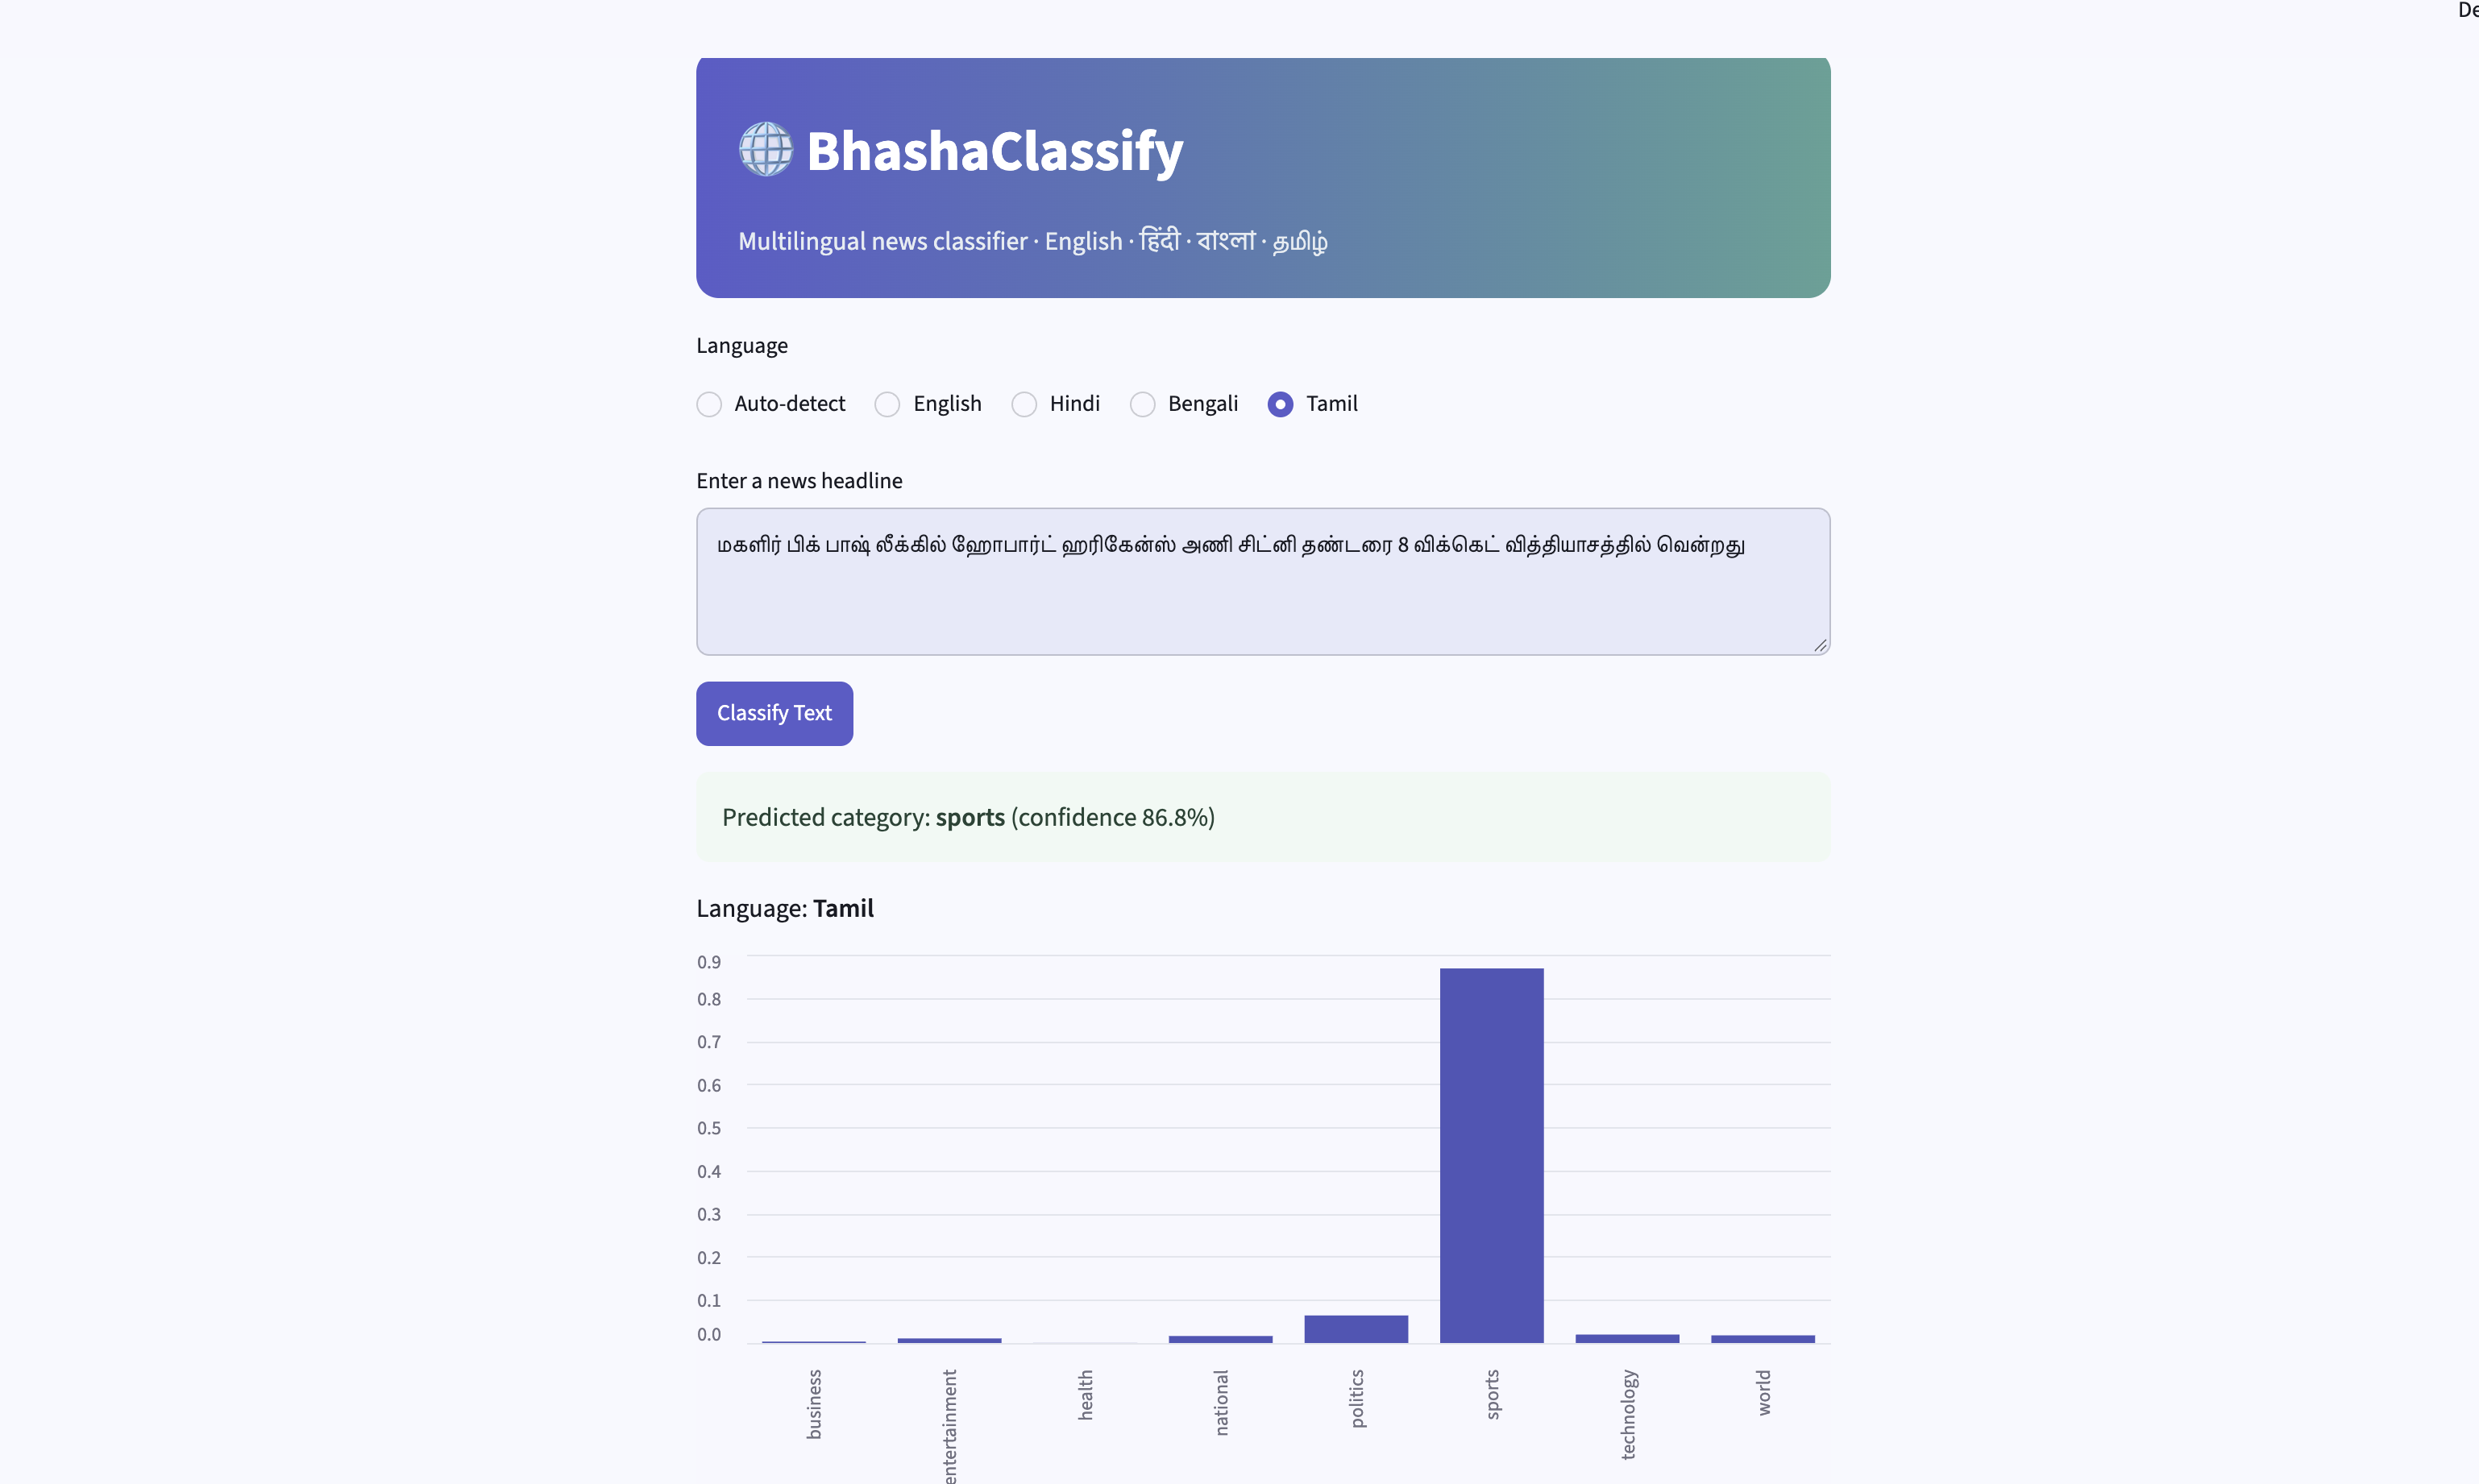 BhashaClassify
Multilingual news classifier · English · हिंदी · বাংলা · தமிழ்
Language
Auto-detect English Hindi Bengali Tamil
Enter a news headline
மகளிர் பிக் பாஷ் லீக்கில் ஹோபார்ட் ஹரிகேன்ஸ் அணி சிட்னி தண்டரை 8 விக்கெட் வித்தியாசத்தில் வென்றது
Classify Text
Predicted category: sports (confidence 86.8%)
Language: Tamil
0.9
0.8
0.7
0.6
0.5
0.4
0.3
0.2
0.1
0.0
business
entertainment
health
national
politics
sports
technology
world